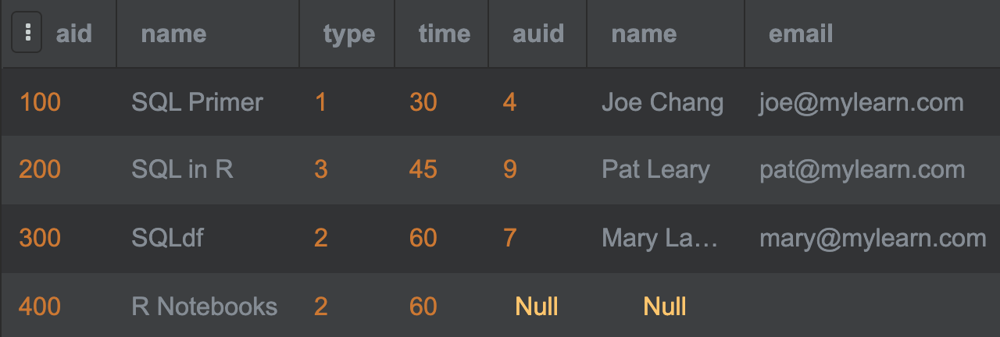 aid name type time auid name email
100 SQL Primer 1 30 4 Joe Chang joe@mylearn.com
200 SQL in R 3 45 9 Pat Leary pat@mylearn.com
300 SQLdf 2 60 7 Mary La… mary@mylearn.com
400 R Notebooks 2 60 Null Null